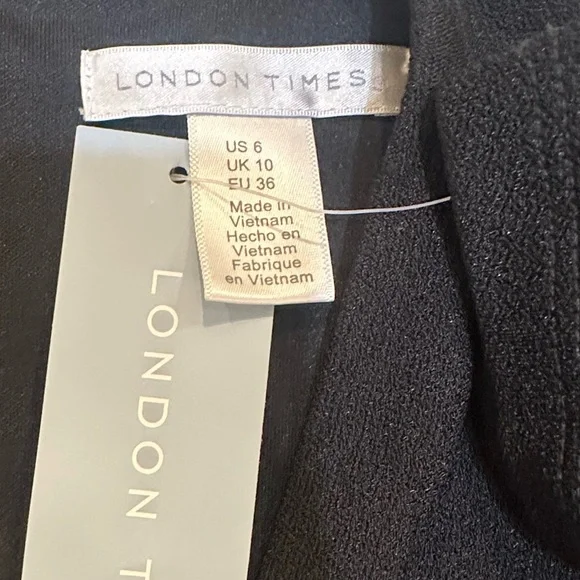 LONDON TIMES
US 6
UK 10
EU 36
Made in
Vietnam
Hecho en
Vietnam
Fabrique
en Vietnam
LONDON T